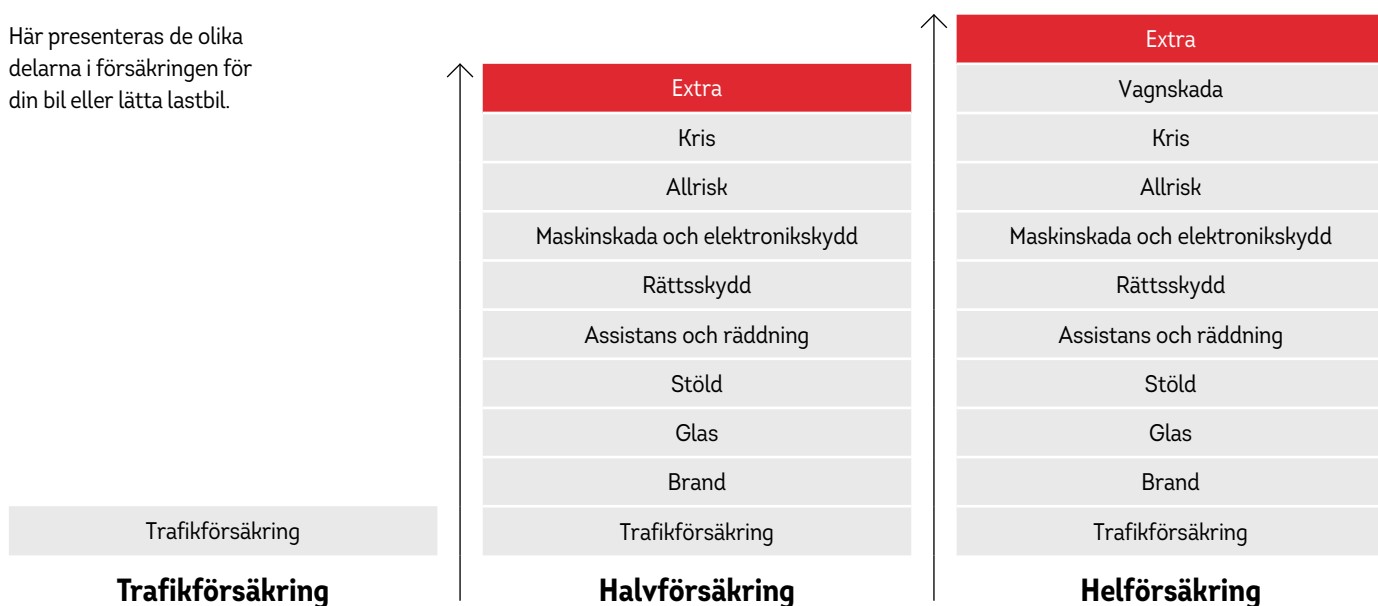 Här presenteras de olika
delarna i försäkringen för
din bil eller lätta lastbil.
Trafikförsäkring
Trafikförsäkring
Extra
Kris
Allrisk
Maskinskada och elektronikskydd
Rättsskydd
Assistans och räddning
Stöld
Glas
Brand
Trafikförsäkring
Halvförsäkring
Extra
Vagnskada
Kris
Allrisk
Maskinskada och elektronikskydd
Rättsskydd
Assistans och räddning
Stöld
Glas
Brand
Trafikförsäkring
Helförsäkring